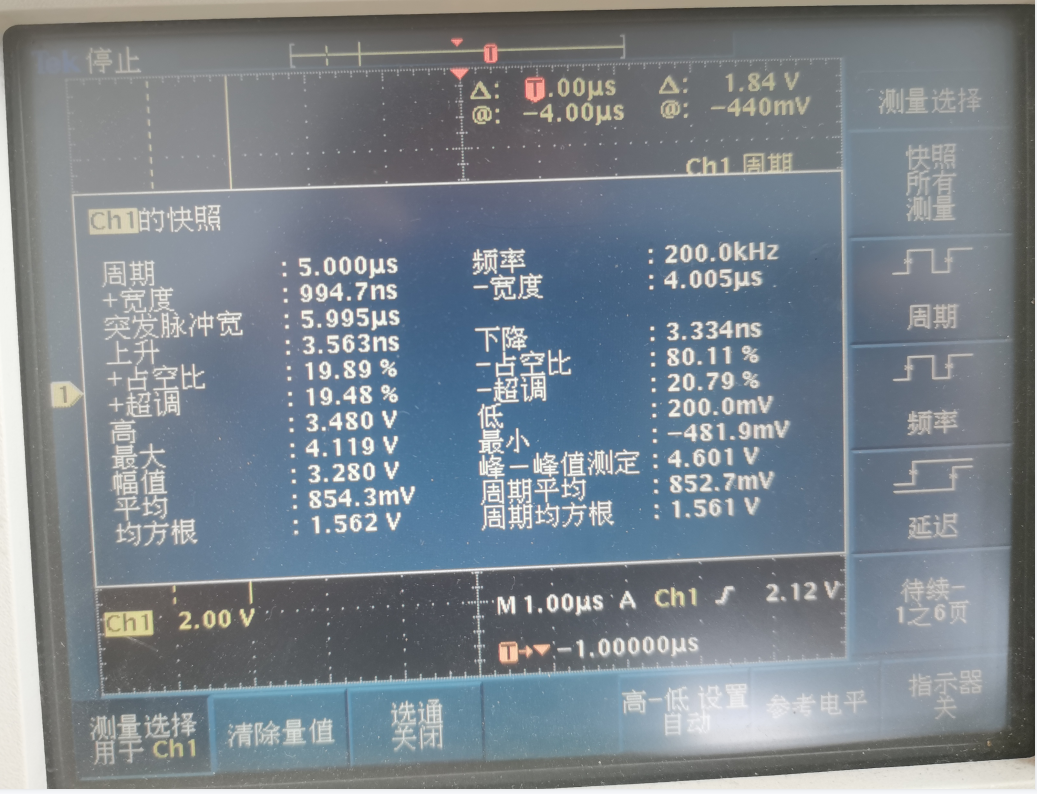 Tek 停止
Δ: .00µs Δ: 1.84 V
@: −4.00µs @: −440mV
Ch1 周期
测量选择
快照
所有
测量
周期
频率
延迟
待续−
1之6页
Ch1的快照
周期 : 5.000µs 频率 : 200.0kHz
+宽度 : 994.7ns −宽度 : 4.005µs
突发脉冲宽 : 5.995µs
上升 : 3.563ns 下降 : 3.334ns
+占空比 : 19.89 % −占空比 : 80.11 %
+超调 : 19.48 % −超调 : 20.79 %
高 : 3.480 V 低 : 200.0mV
最大 : 4.119 V 最小 : −481.9mV
幅值 : 3.280 V 峰−峰值测定 : 4.601 V
平均 : 854.3mV 周期平均 : 852.7mV
均方根 : 1.562 V 周期均方根 : 1.561 V
1
Ch1 2.00 V M 1.00µs A Ch1 2.12 V
T→▼ −1.00000µs
T
T
测量选择
用于 Ch1
清除量值
选通
关闭
高−低 设置
自动
参考电平
指示器
关